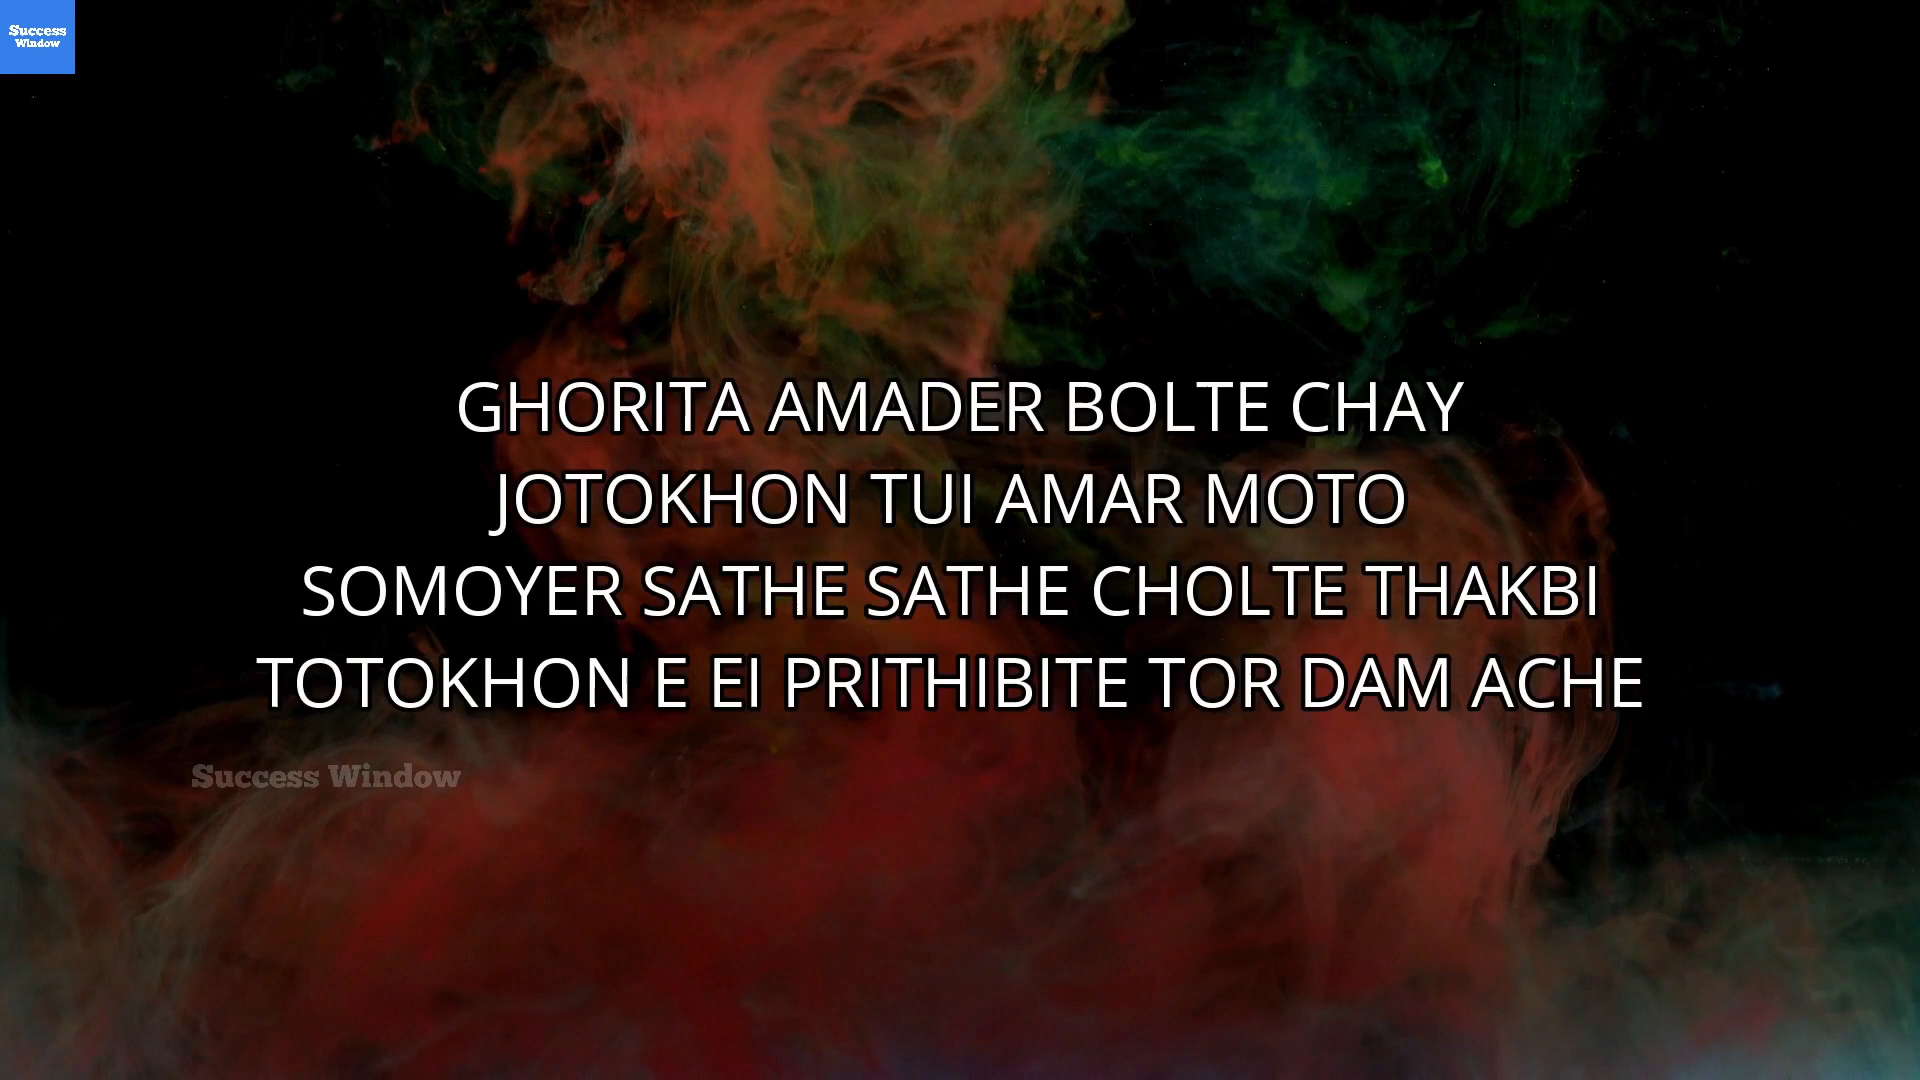 Success
Window
GHORITA AMADER BOLTE CHAY
JOTOKHON TUI AMAR MOTO
SOMOYER SATHE SATHE CHOLTE THAKBI
TOTOKHON E EI PRITHIBITE TOR DAM ACHE
Success Window